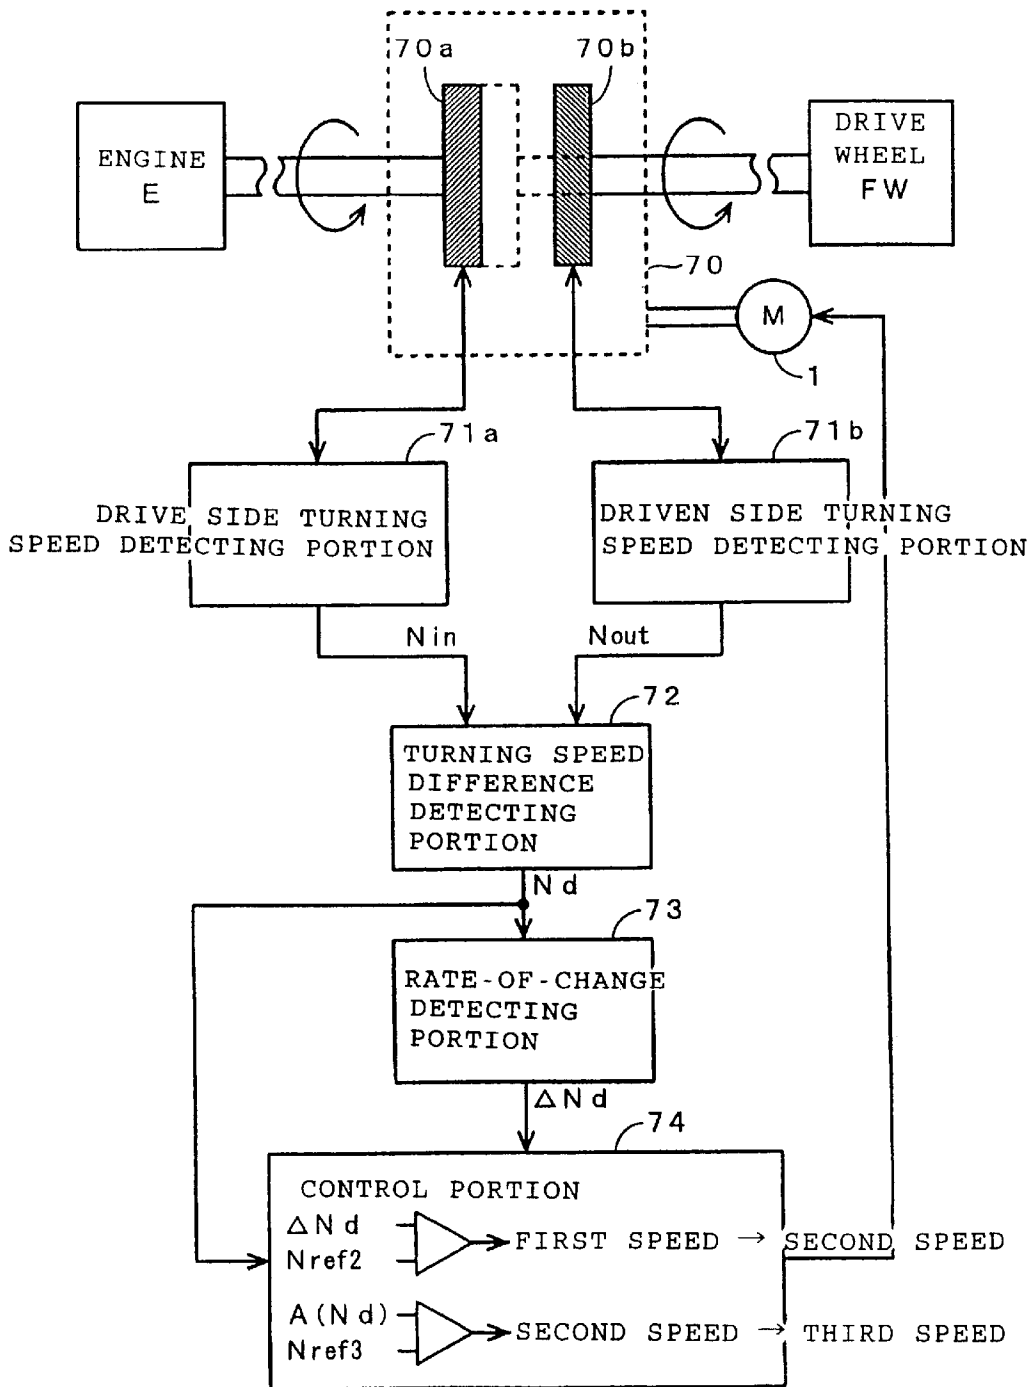 70a
70b
ENGINE
E
DRIVE
WHEEL
FW
70
M
1
71a
71b
DRIVE SIDE TURNING
SPEED DETECTING PORTION
DRIVEN SIDE TURNING
SPEED DETECTING PORTION
Nin
Nout
72
TURNING SPEED
DIFFERENCE
DETECTING
PORTION
Nd
73
RATE-OF-CHANGE
DETECTING
PORTION
ΔNd
74
CONTROL PORTION
ΔNd
Nref2
FIRST SPEED → SECOND SPEED
A(Nd)
Nref3
SECOND SPEED → THIRD SPEED